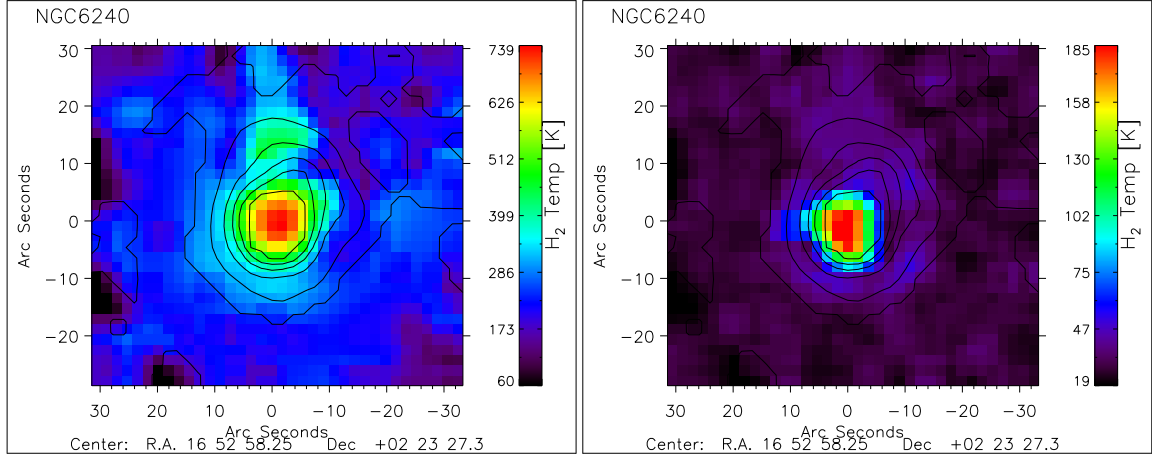 NGC6240
30
20
10
0
−10
−20
30 20 10 0 −10 −20 −30
Arc Seconds
Arc Seconds
Center: R.A. 16 52 58.25 Dec +02 23 27.3
739
626
512
399
286
173
60
H2 Temp [K]
NGC6240
30
20
10
0
−10
−20
30 20 10 0 −10 −20 −30
Arc Seconds
Arc Seconds
Center: R.A. 16 52 58.25 Dec +02 23 27.3
185
158
130
102
75
47
19
H2 Temp [K]